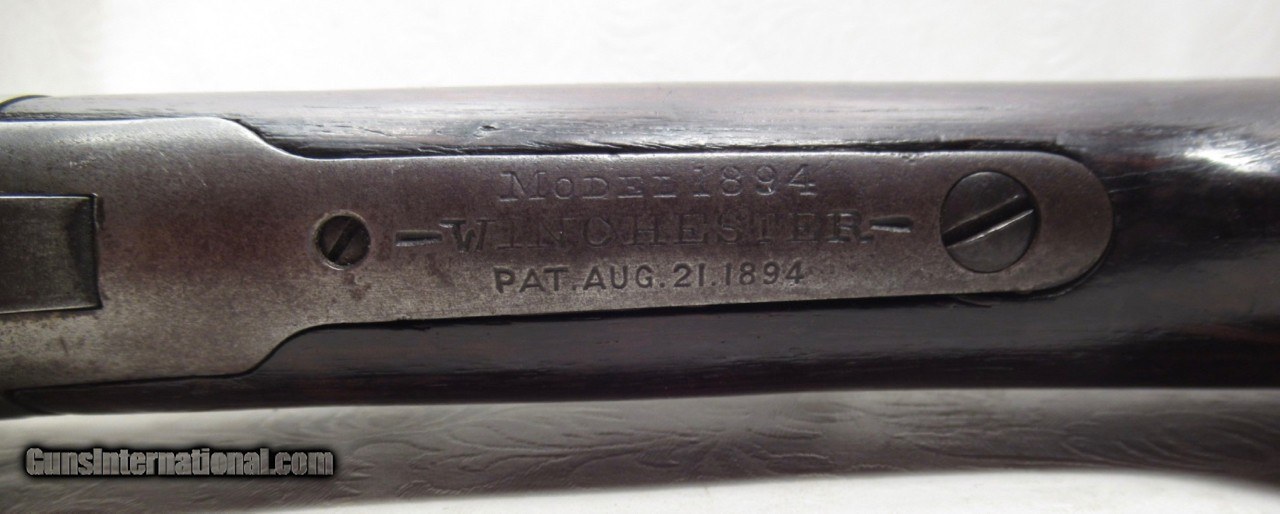 MODEL 1894
-WINCHESTER-
PAT. AUG. 21. 1894
GunsInternational.com